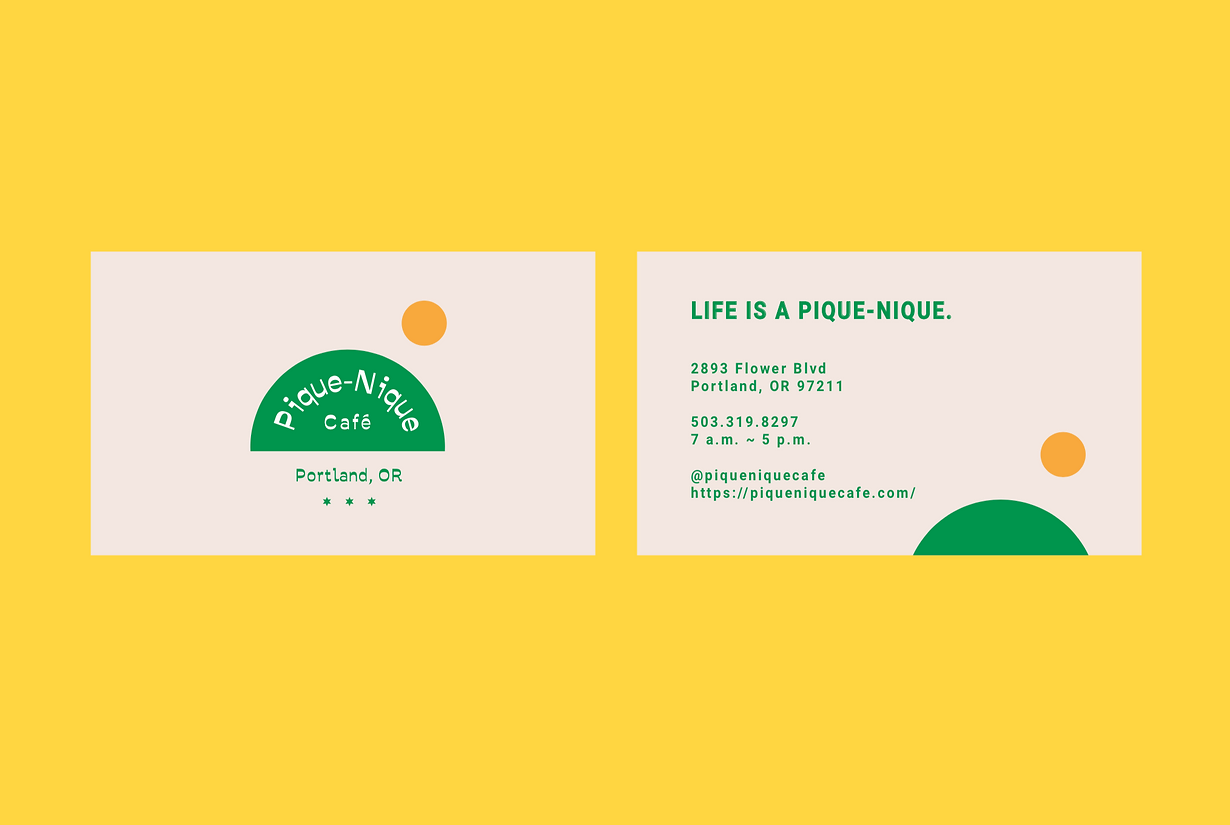 Pique-Nique
Café
Portland, OR
LIFE IS A PIQUE-NIQUE.
2893 Flower Blvd
Portland, OR 97211
503.319.8297
7 a.m. ~ 5 p.m.
@piqueniquecafe
https://piqueniquecafe.com/